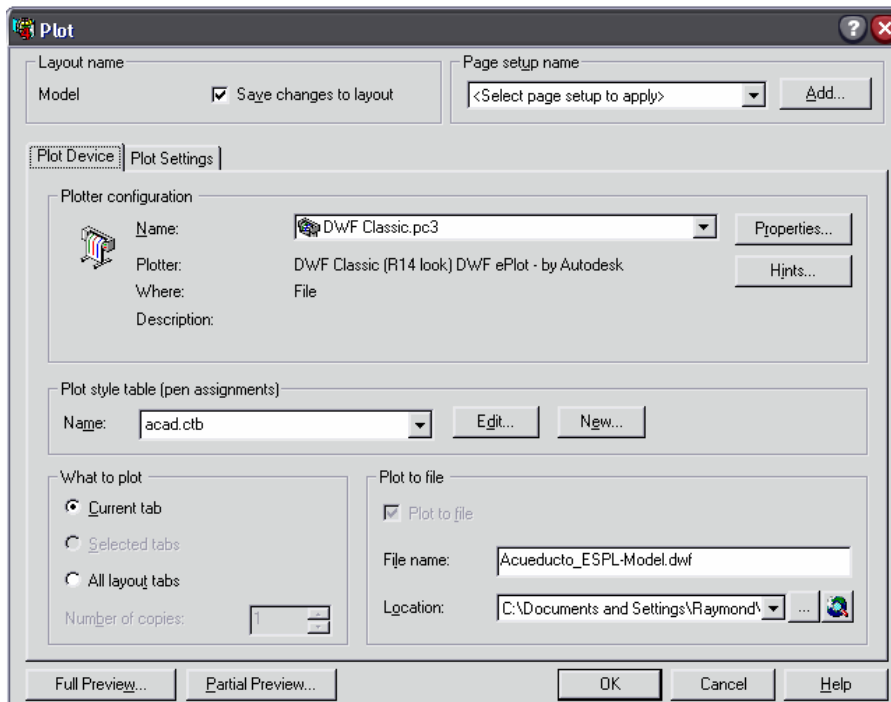 Plot
Layout name
Model
Save changes to layout
Page setup name
<Select page setup to apply>
Add...
Plot Device
Plot Settings
Plotter configuration
Name:
DWF Classic.pc3
Properties...
Plotter:
DWF Classic (R14 look) DWF ePlot - by Autodesk
Hints...
Where:
File
Description:
Plot style table (pen assignments)
Name:
acad.ctb
Edit...
New...
What to plot
Current tab
Selected tabs
All layout tabs
Number of copies:
1
Plot to file
Plot to file
File name:
Acueducto_ESPL-Model.dwf
Location:
C:\Documents and Settings\Raymond\
...
Full Preview...
Partial Preview...
OK
Cancel
Help